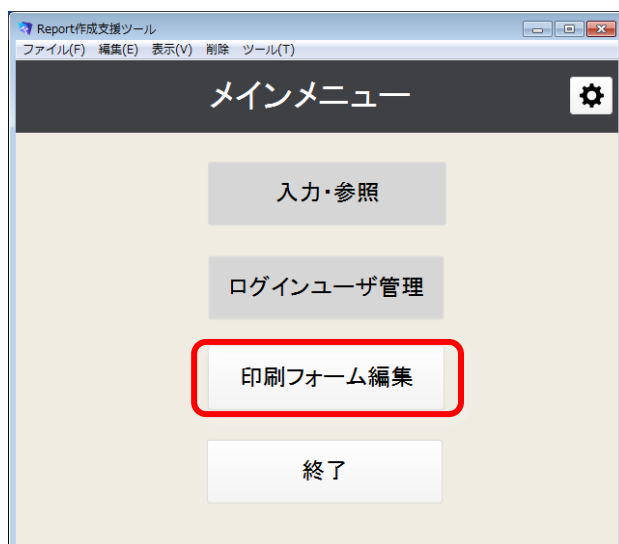 Report作成支援ツール
ファイル(F) 編集(E) 表示(V) 削除 ツール(T)
メインメニュー
入力・参照
ログインユーザ管理
印刷フォーム編集
終了